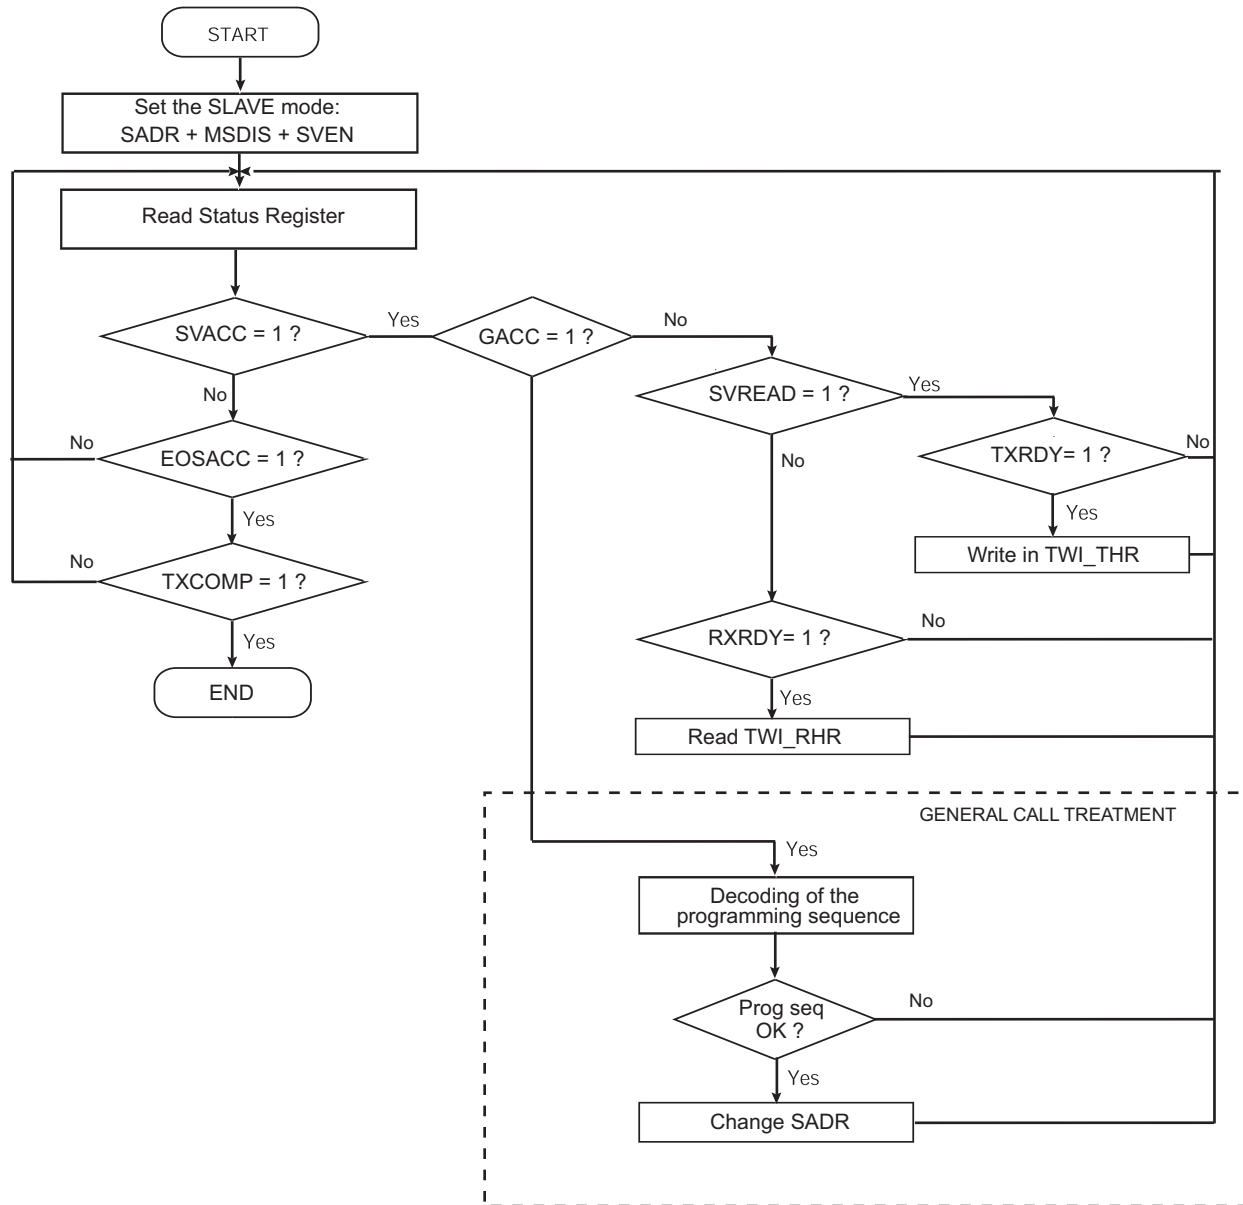 START
Set the SLAVE mode:
SADR + MSDIS + SVEN
Read Status Register
SVACC = 1 ?
Yes
GACC = 1 ?
No
SVREAD = 1 ?
Yes
No
EOSACC = 1 ?
No
TXRDY= 1 ?
No
No
Yes
Yes
Write in TWI_THR
No
TXCOMP = 1 ?
RXRDY= 1 ?
No
Yes
END
Yes
Read TWI_RHR
GENERAL CALL TREATMENT
Yes
Decoding of the
programming sequence
Prog seq
OK ?
No
Yes
Change SADR